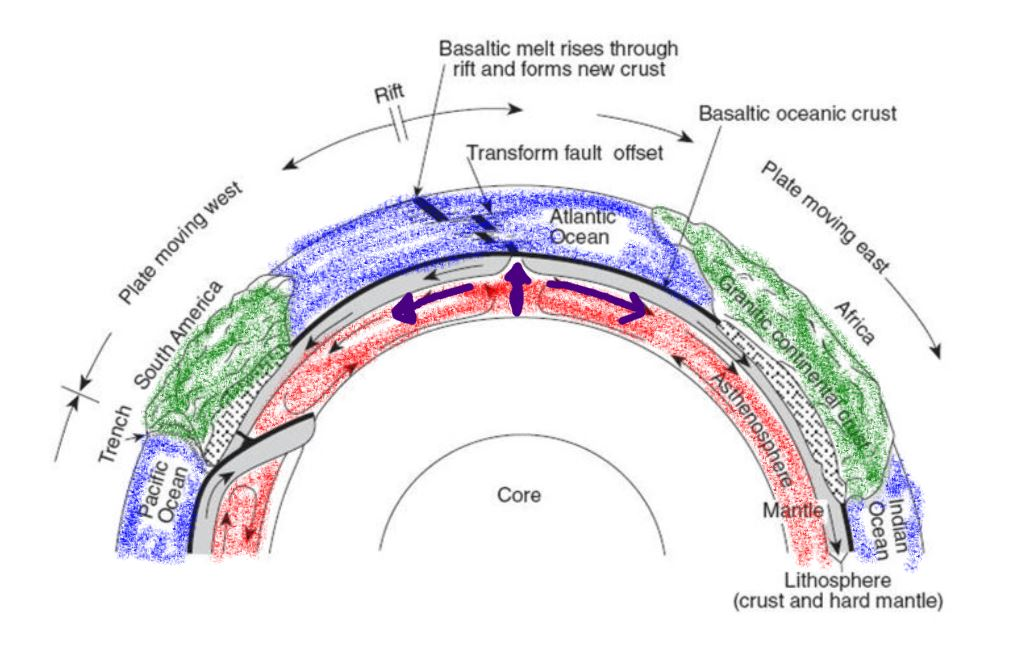 Basaltic melt rises through
rift and forms new crust
Rift
Basaltic oceanic crust
Transform fault offset
Plate moving west
Atlantic
Ocean
Plate moving east
South America
Granitic continental crust
Africa
Trench
Asthenosphere
Pacific
Ocean
Core
Mantle
Indian
Ocean
Lithosphere
(crust and hard mantle)